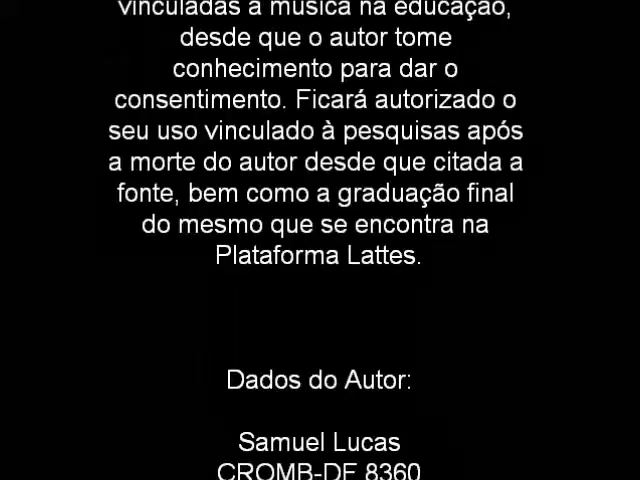 vinculadas a música na educação,
desde que o autor tome
conhecimento para dar o
consentimento. Ficará autorizado o
seu uso vinculado à pesquisas após
a morte do autor desde que citada a
fonte, bem como a graduação final
do mesmo que se encontra na
Plataforma Lattes.
Dados do Autor:
Samuel Lucas
CROMB-DF 8360